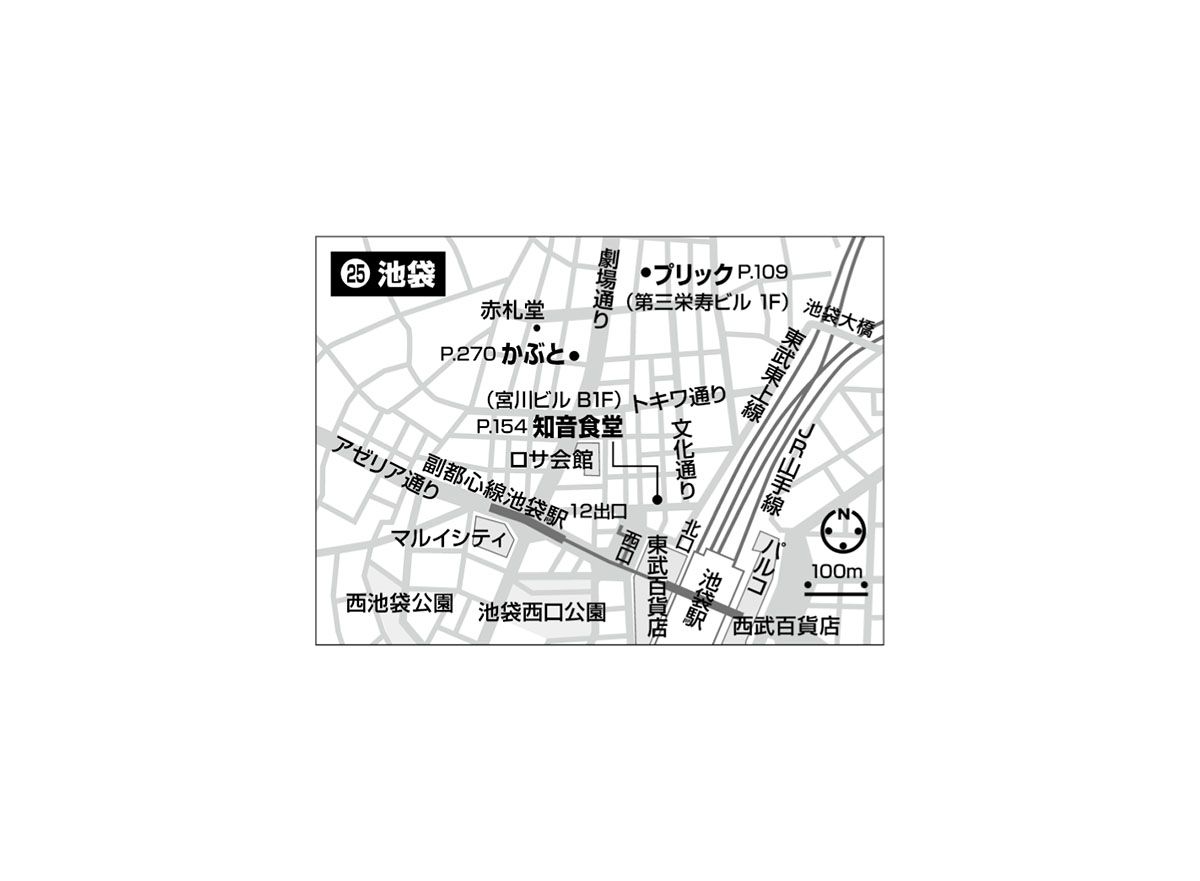 25 池袋
劇場通り
プリック P.109
(第三栄寿ビル 1F)
赤札堂
池袋大橋
P.270 かぶと
東武東上線
(宮川ビル B1F)
トキワ通り
P.154 知音食堂
文化通り
JR山手線
アゼリア通り
ロサ会館
副都心線池袋駅
12出口
マルイシティ
西口
北口
東武百貨店
池袋駅
パルコ
N
100m
西池袋公園
池袋西口公園
西武百貨店